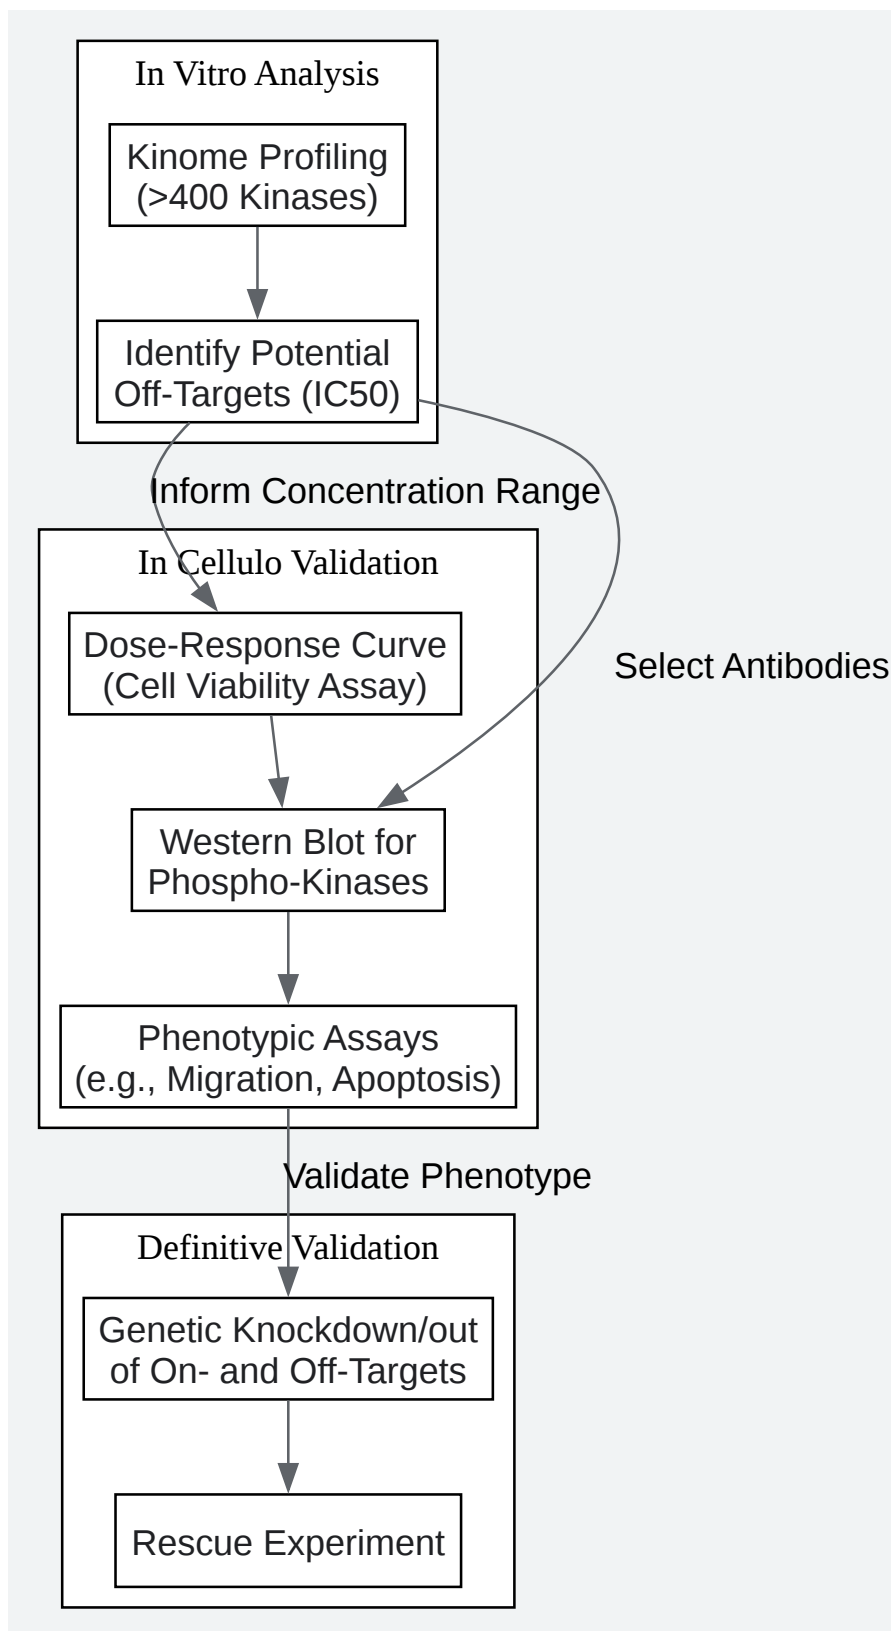 In Vitro Analysis
Kinome Profiling
(>400 Kinases)
Identify Potential
Off-Targets (IC50)
Inform Concentration Range
In Cellulo Validation
Dose-Response Curve
(Cell Viability Assay)
Select Antibodies
Western Blot for
Phospho-Kinases
Phenotypic Assays
(e.g., Migration, Apoptosis)
Validate Phenotype
Definitive Validation
Genetic Knockdown/out
of On- and Off-Targets
Rescue Experiment